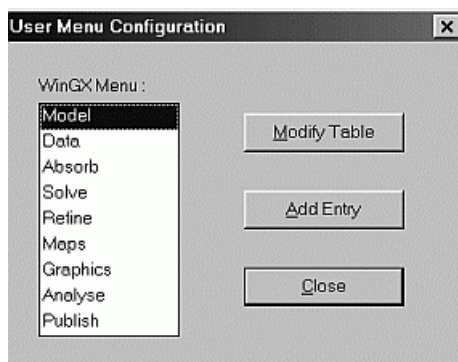 User Menu Configuration
WinGX Menu :
Model
Data
Absorb
Solve
Refine
Maps
Graphics
Analyse
Publish
Modify Table
Add Entry
Close